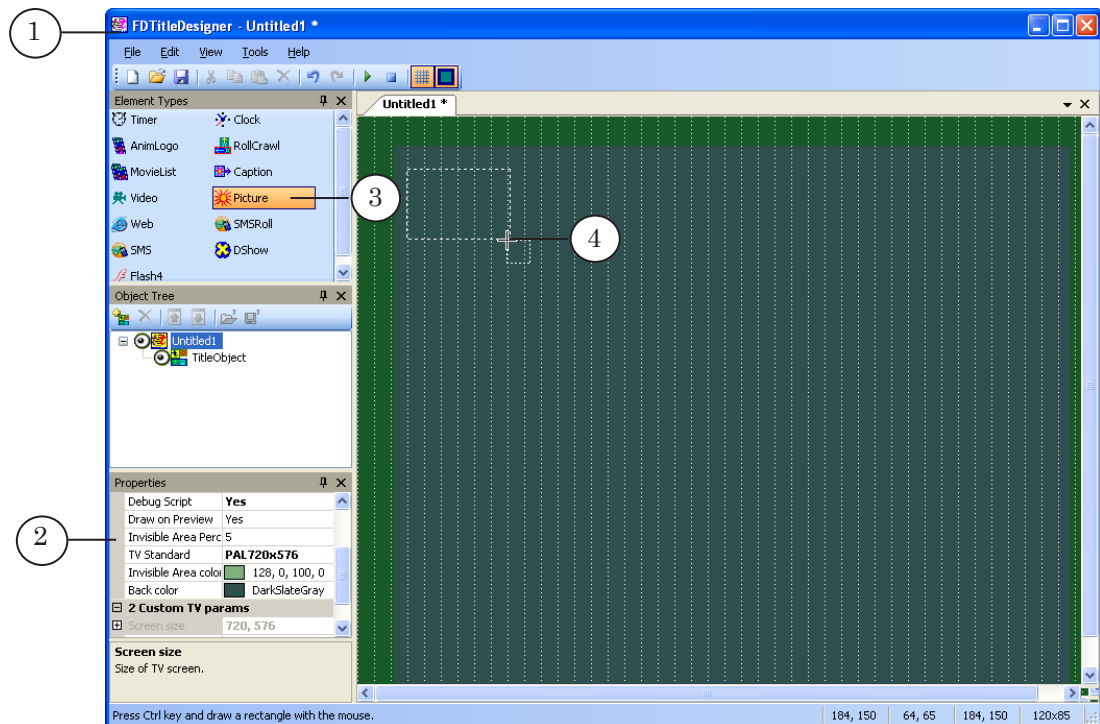 1
FDTitleDesigner - Untitled1 *
File Edit View Tools Help
Element Types
Timer Clock
AnimLogo RollCrawl
MovieList Caption
Video Picture
Web SMSRoll
SMS DShow
Flash4
3
Untitled1 *
4
Object Tree
Untitled1
TitleObject
Properties
Debug Script Yes
Draw on Preview Yes
Invisible Area Perc 5
TV Standard PAL720x576
Invisible Area color 128, 0, 100, 0
Back color DarkSlateGray
2 Custom TV params
Screen size 720, 576
2
Screen size
Size of TV screen.
Press Ctrl key and draw a rectangle with the mouse. 184, 150 64, 65 184, 150 120x85